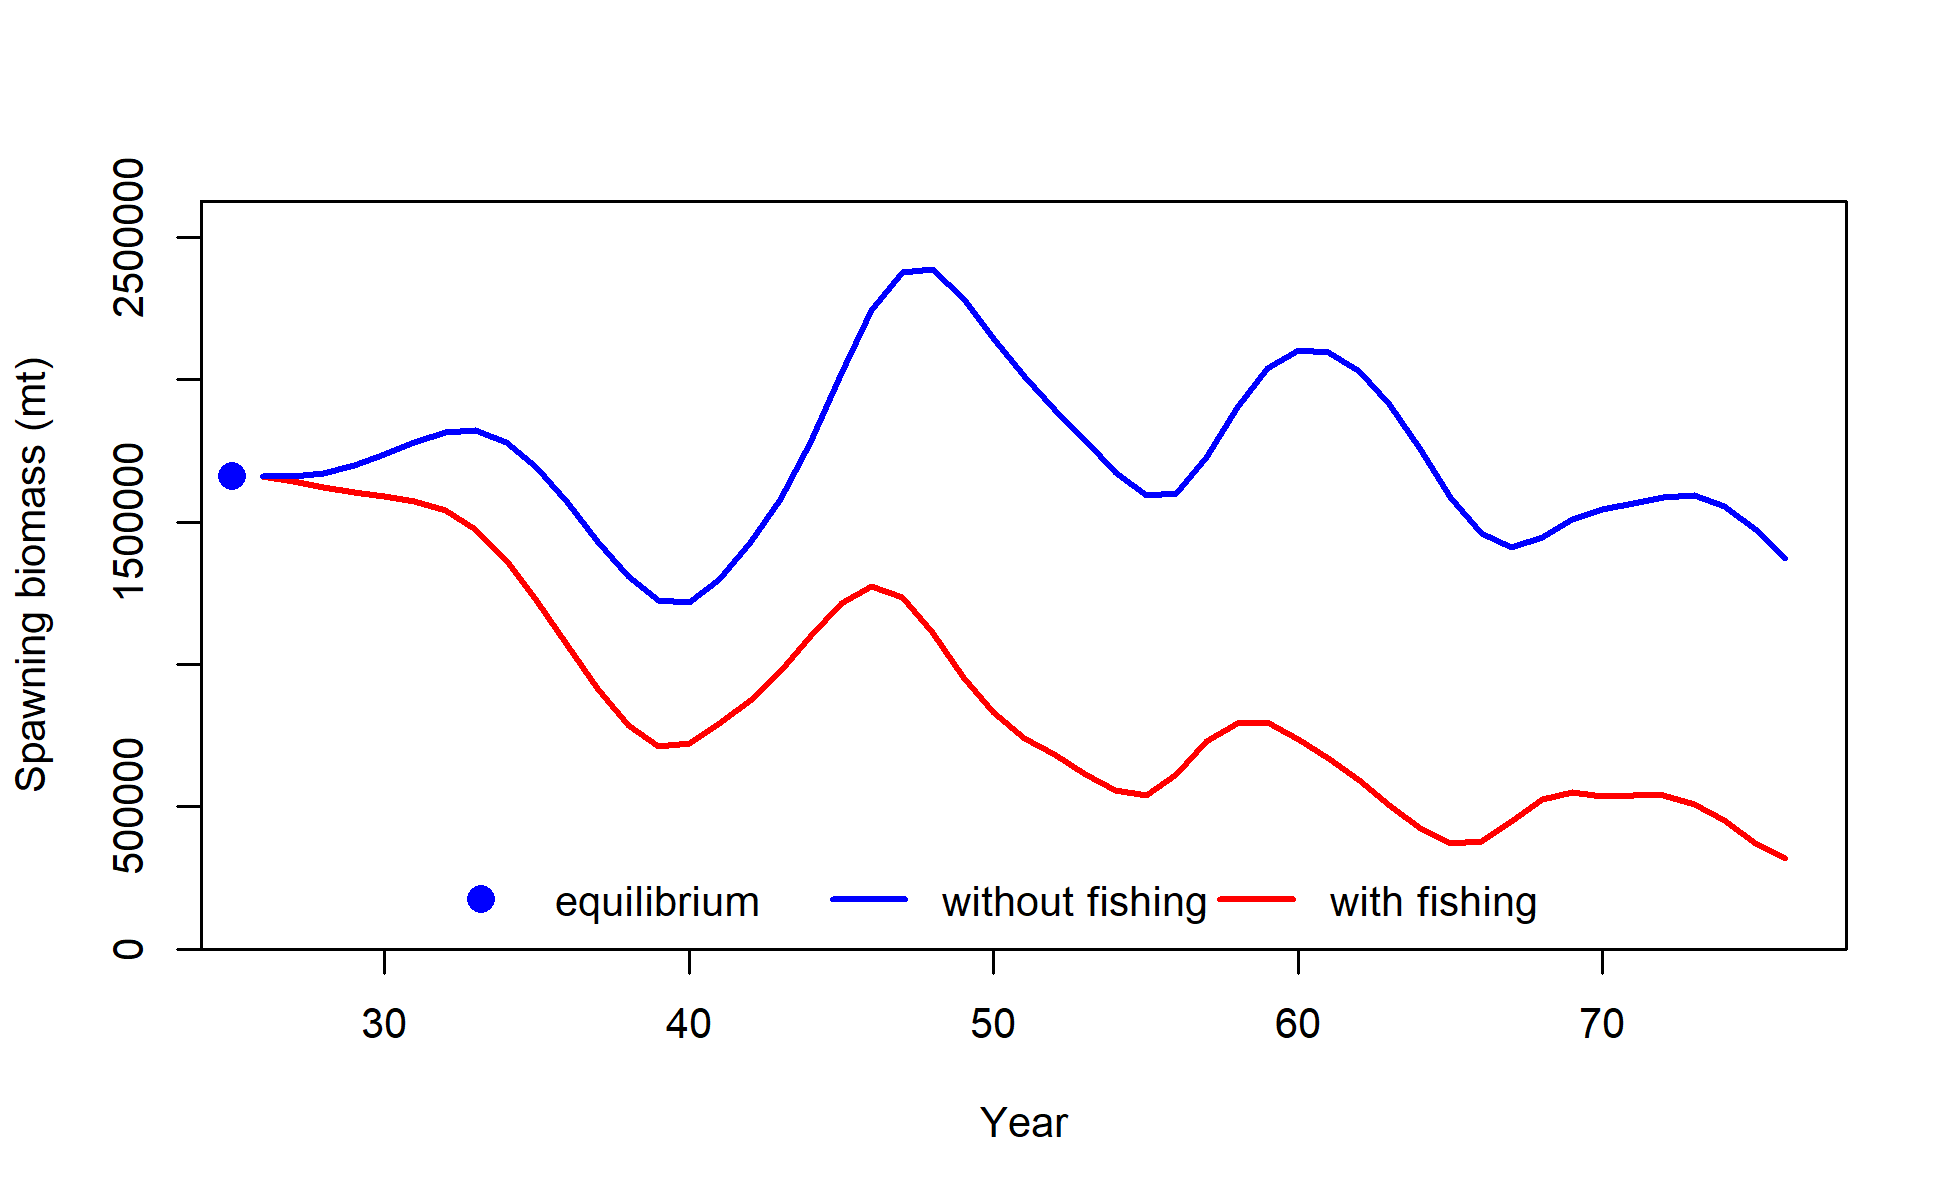 Spawning biomass (mt)
2500000
1500000
500000
0
equilibrium without fishing with fishing
30 40 50 60 70
Year